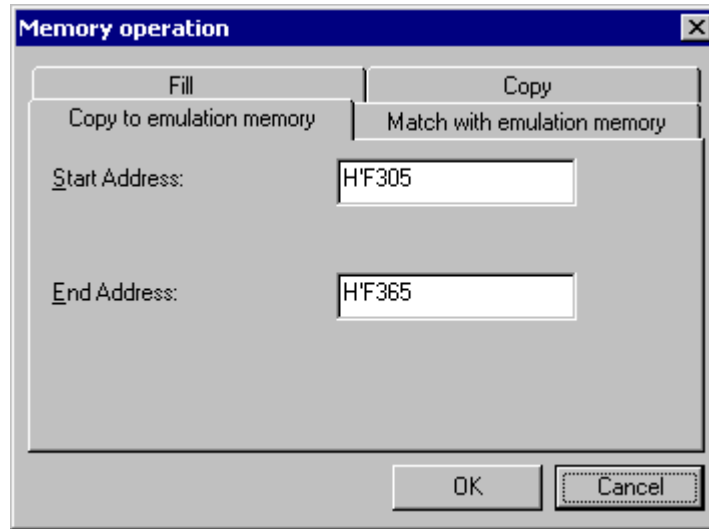 Memory operation
Fill
Copy
Copy to emulation memory
Match with emulation memory
Start Address:
H'F305
End Address:
H'F365
OK
Cancel